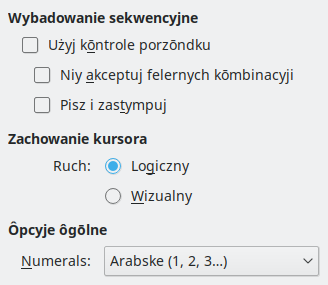 Wybadowanie sekwencyjne
Użyj kōntrole porzōndku
Niy akceptuj felernych kōmbinacyji
Pisz i zastympuj
Zachowanie kursora
Ruch: Logiczny
Wizualny
Ôpcyje ôgōlne
Numerals: Arabske (1, 2, 3...)